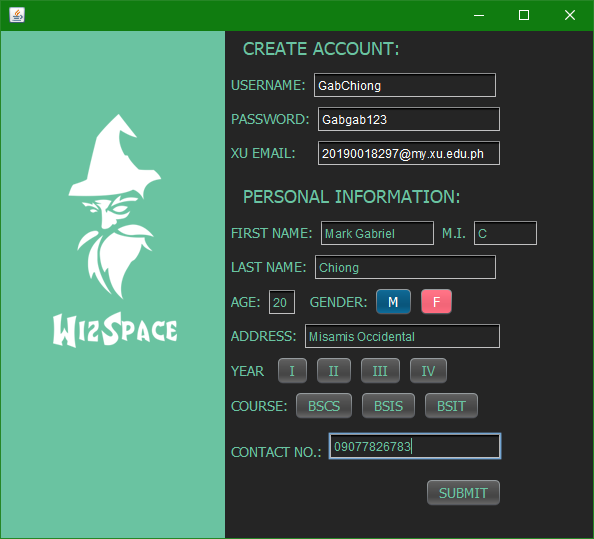 CREATE ACCOUNT:
USERNAME: GabChiong
PASSWORD: Gabgab123
XU EMAIL: 20190018297@my.xu.edu.ph
PERSONAL INFORMATION:
FIRST NAME: Mark Gabriel M.I. C
LAST NAME: Chiong
AGE: 20 GENDER: M F
ADDRESS: Misamis Occidental
YEAR I II III IV
COURSE: BSCS BSIS BSIT
CONTACT NO.: 09077826783
SUBMIT
WizSpace